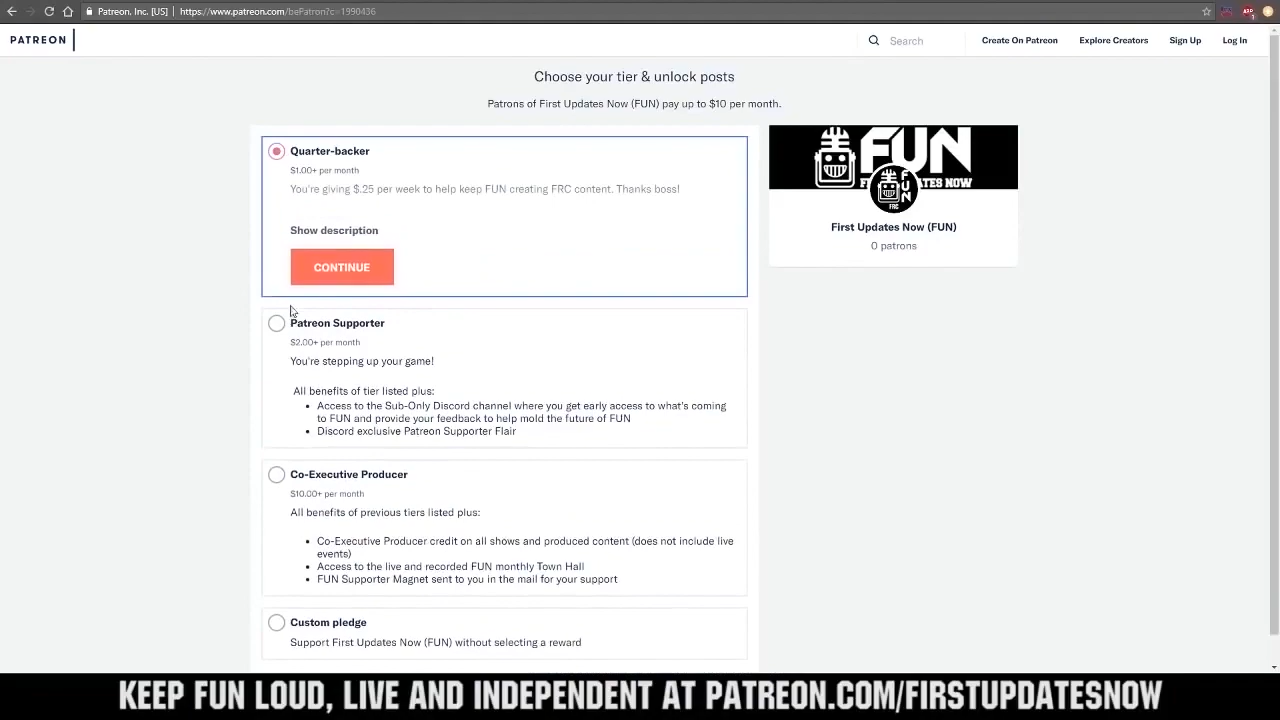 Patreon, Inc. [US] | https://www.patreon.com/bePatron?c=1990436
PATREON
Search
Create On Patreon
Explore Creators
Sign Up
Log In
Choose your tier & unlock posts
Patrons of First Updates Now (FUN) pay up to $10 per month.
Quarter-backer
$1.00+ per month
You're giving $.25 per week to help keep FUN creating FRC content. Thanks boss!
Show description
CONTINUE
FUN
FUN
FRC
First Updates Now (FUN)
0 patrons
Patreon Supporter
$2.00+ per month
You're stepping up your game!
All benefits of tier listed plus:
• Access to the Sub-Only Discord channel where you get early access to what's coming
to FUN and provide your feedback to help mold the future of FUN
• Discord exclusive Patreon Supporter Flair
Co-Executive Producer
$10.00+ per month
All benefits of previous tiers listed plus:
• Co-Executive Producer credit on all shows and produced content (does not include live
events)
• Access to the live and recorded FUN monthly Town Hall
• FUN Supporter Magnet sent to you in the mail for your support
Custom pledge
Support First Updates Now (FUN) without selecting a reward
KEEP FUN LOUD, LIVE AND INDEPENDENT AT PATREON.COM/FIRSTUPDATESNOW